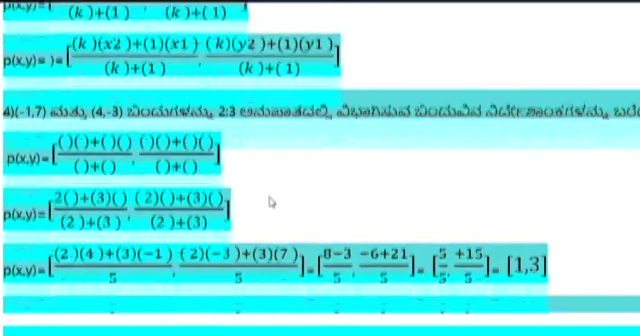 p(x,y)=[ / (k )+(1 ) , / (k )+( 1)
p(x,y)= )=[(k )(x2 )+(1)(x1 ) / (k )+(1 ) , (k )(y2 )+(1)(y1 ) / (k )+( 1)]
4)(-1,7) ಮತ್ತು (4,-3) ಬಿಂದುಗಳನ್ನು 2:3 ಅನುಪಾತದಲ್ಲಿ ವಿಭಾಗಿಸುವ ಬಿಂದುವಿನ ನಿರ್ದೇಶಾಂಕಗಳನ್ನು
p(x,y)=[()()+()() / ()+() , ()()+()() / ()+()]
p(x,y)=[2()+(3)() / (2 )+(3 ) , ( 2)()+(3)() / (2 )+(3)]
p(x,y)=[(2 )(4 )+(3)(-1 ) / 5 , ( 2)(-3 )+(3)(7 ) / 5]=[8-3 / 5 , -6+21 / 5]= [5 / 5 , +15 / 5]= [1,3]